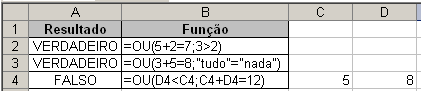 A B C D
1 Resultado Função
2 VERDADEIRO =OU(5+2=7;3>2)
3 VERDADEIRO =OU(3+5=8;"tudo"="nada")
4 FALSO =OU(D4<C4;C4+D4=12) 5 8